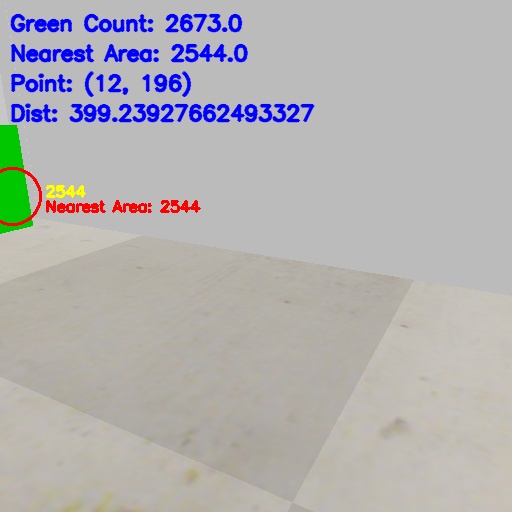 Green Count: 2673.0
Nearest Area: 2544.0
Point: (12, 196)
Dist: 399.23927662493327
2544
Nearest Area: 2544